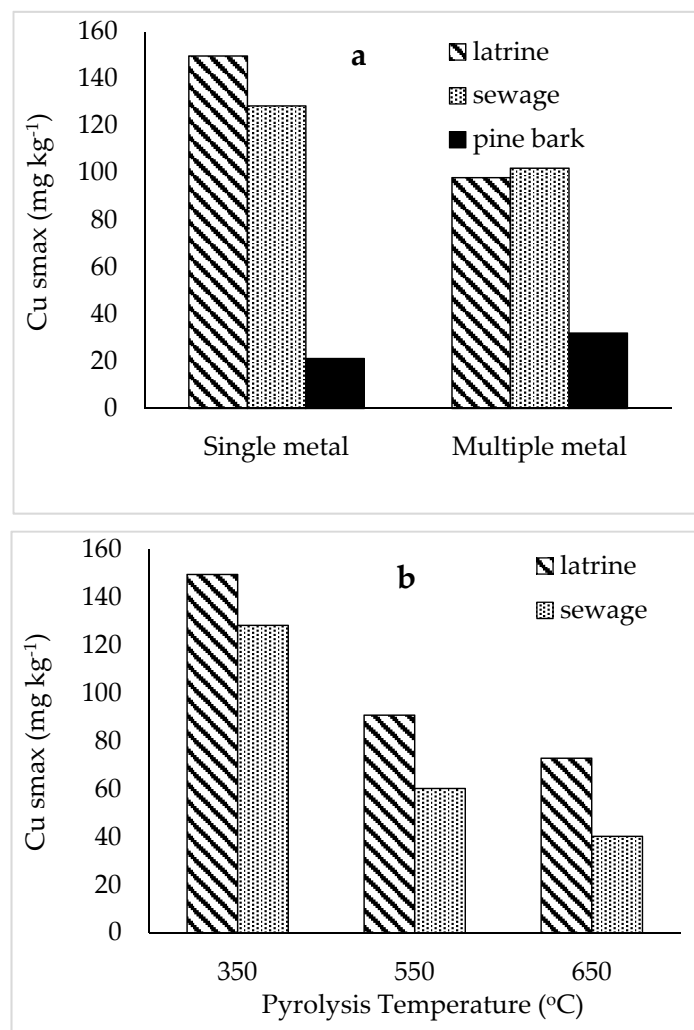 160
140
120
100
80
60
40
20
0
Cu smax (mg kg⁻¹)
a
latrine
sewage
pine bark
Single metal Multiple metal
160
140
120
100
80
60
40
20
0
Cu smax (mg kg⁻¹)
b
latrine
sewage
350 550 650
Pyrolysis Temperature (ᵒC)